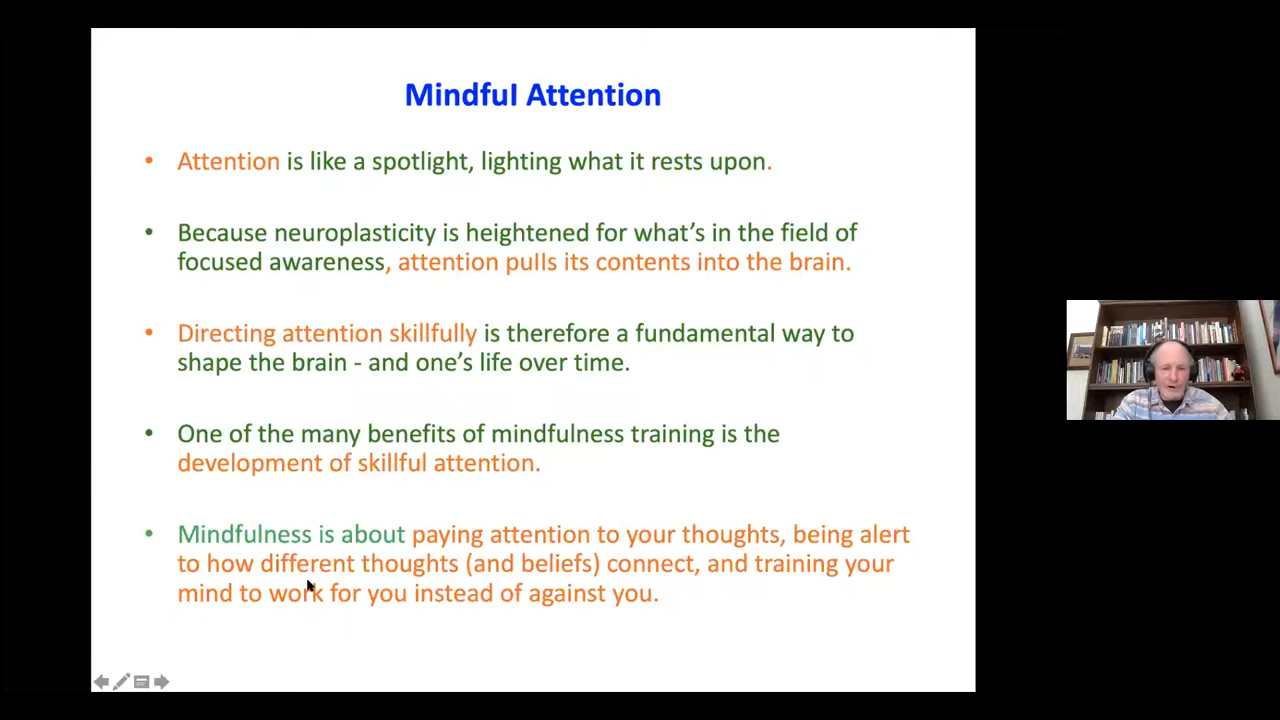 Mindful Attention
• Attention is like a spotlight, lighting what it rests upon.
• Because neuroplasticity is heightened for what's in the field of
focused awareness, attention pulls its contents into the brain.
• Directing attention skillfully is therefore a fundamental way to
shape the brain - and one's life over time.
• One of the many benefits of mindfulness training is the
development of skillful attention.
• Mindfulness is about paying attention to your thoughts, being alert
to how different thoughts (and beliefs) connect, and training your
mind to work for you instead of against you.